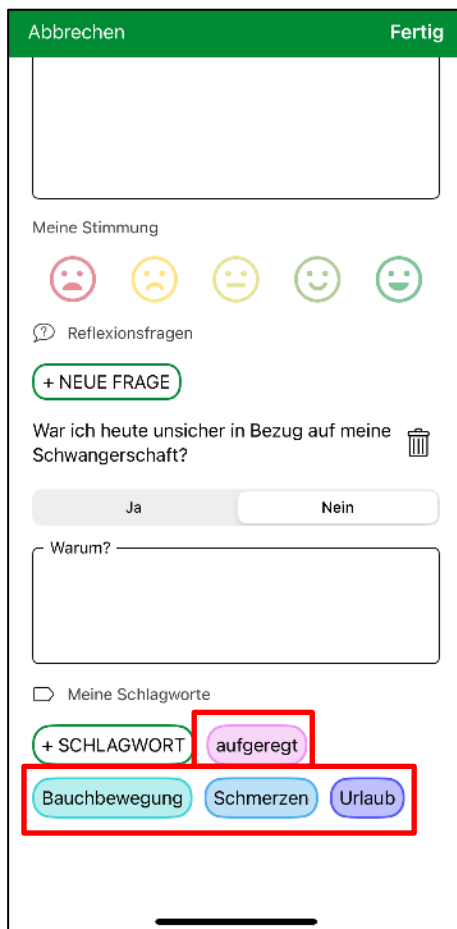 Abbrechen Fertig
Meine Stimmung
Reflexionsfragen
+ NEUE FRAGE
War ich heute unsicher in Bezug auf meine
Schwangerschaft?
Ja Nein
Warum?
Meine Schlagworte
+ SCHLAGWORT aufgeregt
Bauchbewegung Schmerzen Urlaub